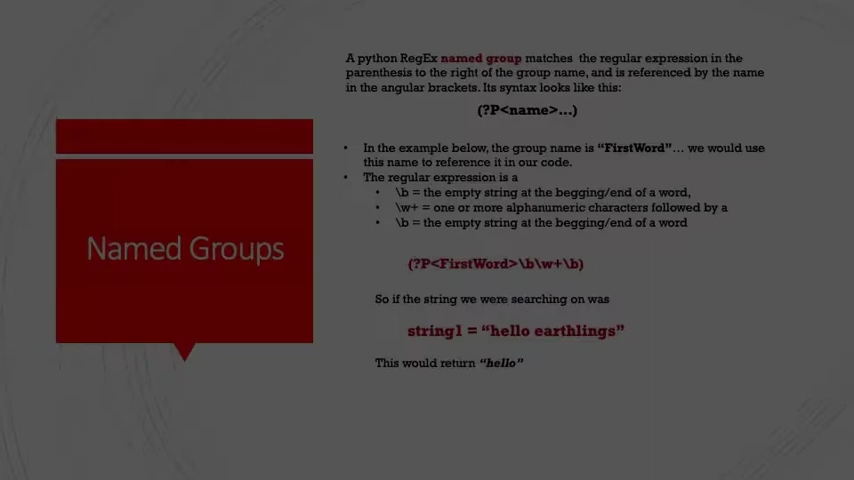 Named Groups
A python RegEx named group matches the regular expression in the
parenthesis to the right of the group name, and is referenced by the name
in the angular brackets. Its syntax looks like this:
(?P<name>...)
• In the example below, the group name is “FirstWord”... we would use
this name to reference it in our code.
• The regular expression is a
• \b = the empty string at the begging/end of a word,
• \w+ = one or more alphanumeric characters followed by a
• \b = the empty string at the begging/end of a word
(?P<FirstWord>\b\w+\b)
So if the string we were searching on was
string1 = “hello earthlings”
This would return “hello”